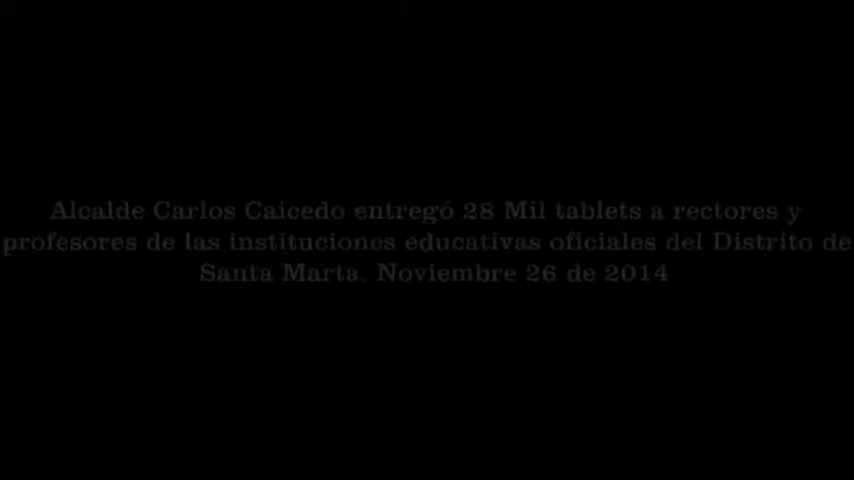 Alcalde Carlos Caicedo entregó 28 Mil tablets a rectores y
profesores de las instituciones educativas oficiales del Distrito de
Santa Marta. Noviembre 26 de 2014